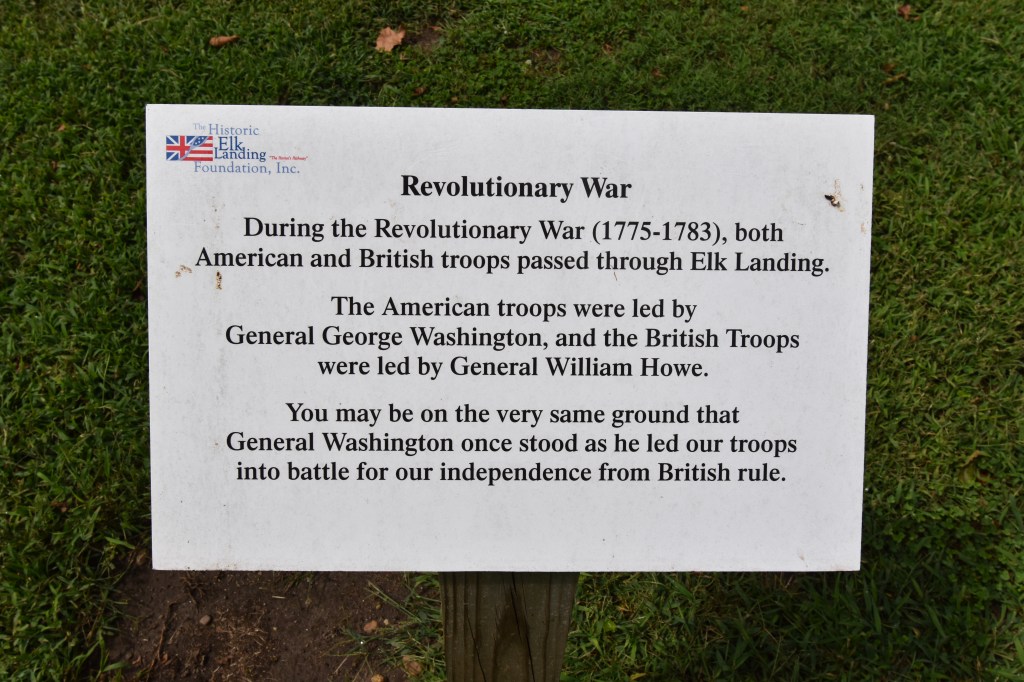 The Historic
Elk
Landing
Foundation, Inc.
Revolutionary War
During the Revolutionary War (1775-1783), both
American and British troops passed through Elk Landing.
The American troops were led by
General George Washington, and the British Troops
were led by General William Howe.
You may be on the very same ground that
General Washington once stood as he led our troops
into battle for our independence from British rule.